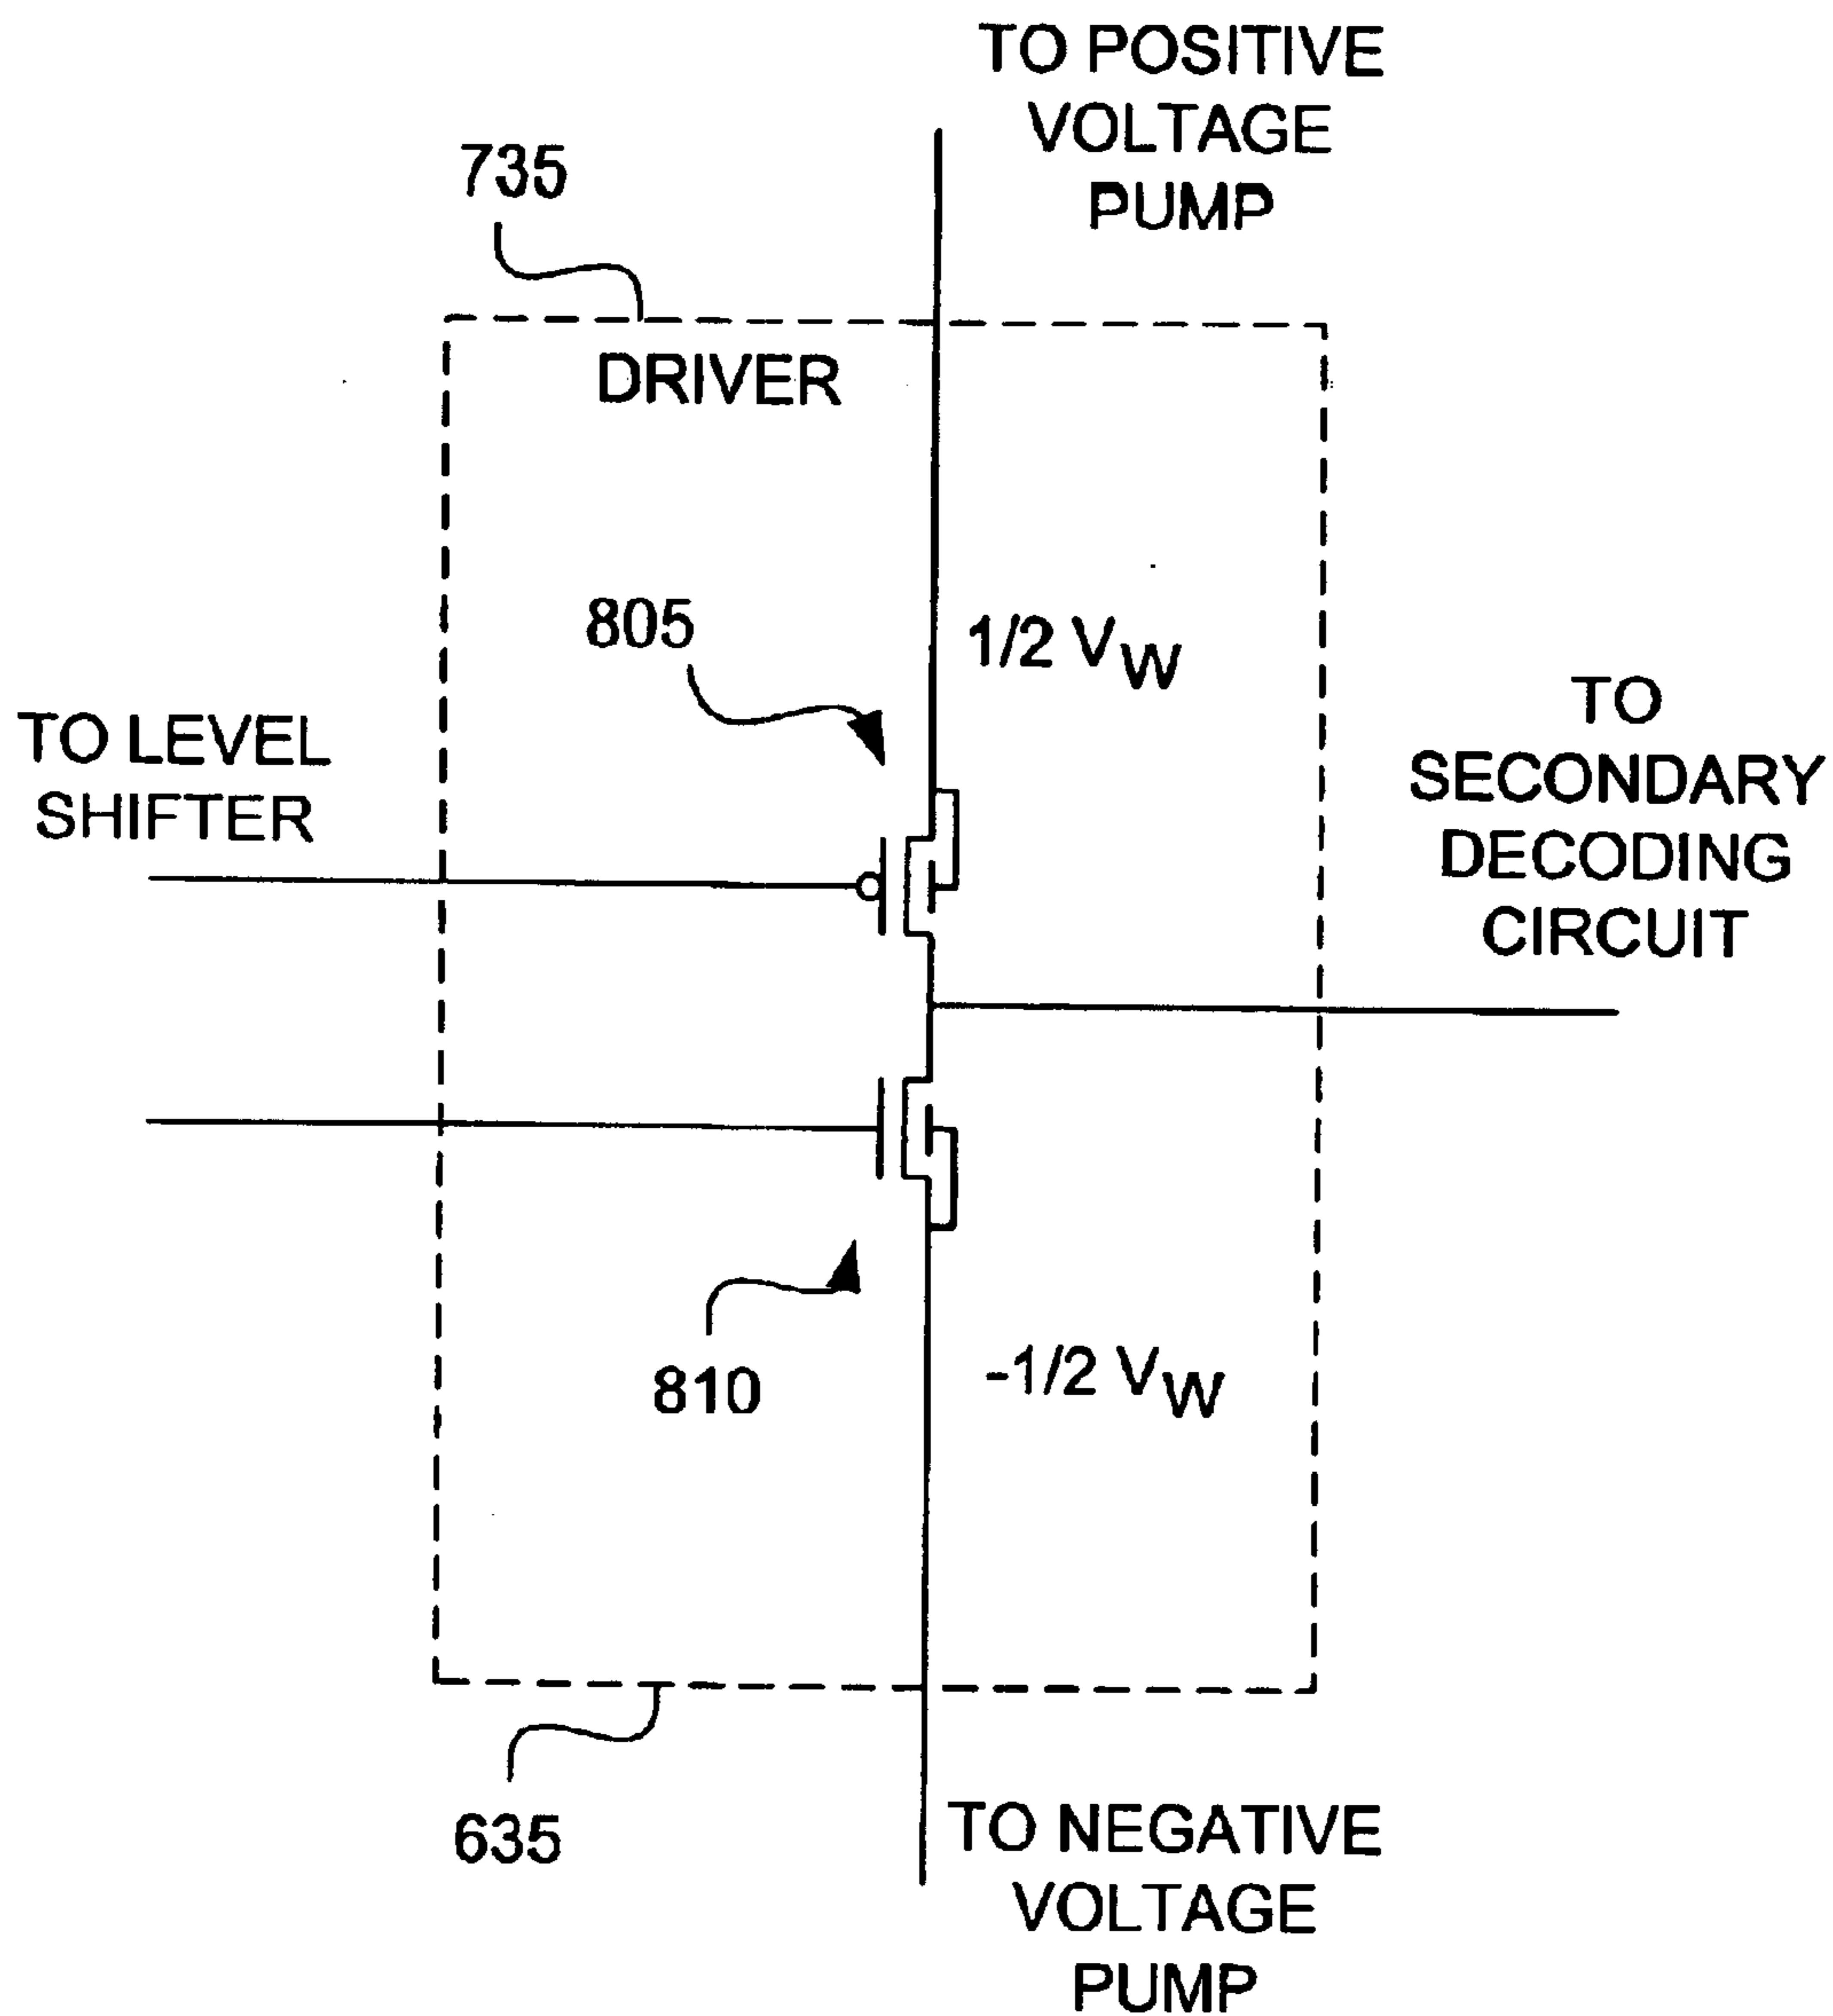 TO POSITIVE
VOLTAGE
PUMP
735
DRIVER
805
1/2 VW
TO LEVEL
SHIFTER
TO
SECONDARY
DECODING
CIRCUIT
810
-1/2 VW
635
TO NEGATIVE
VOLTAGE
PUMP